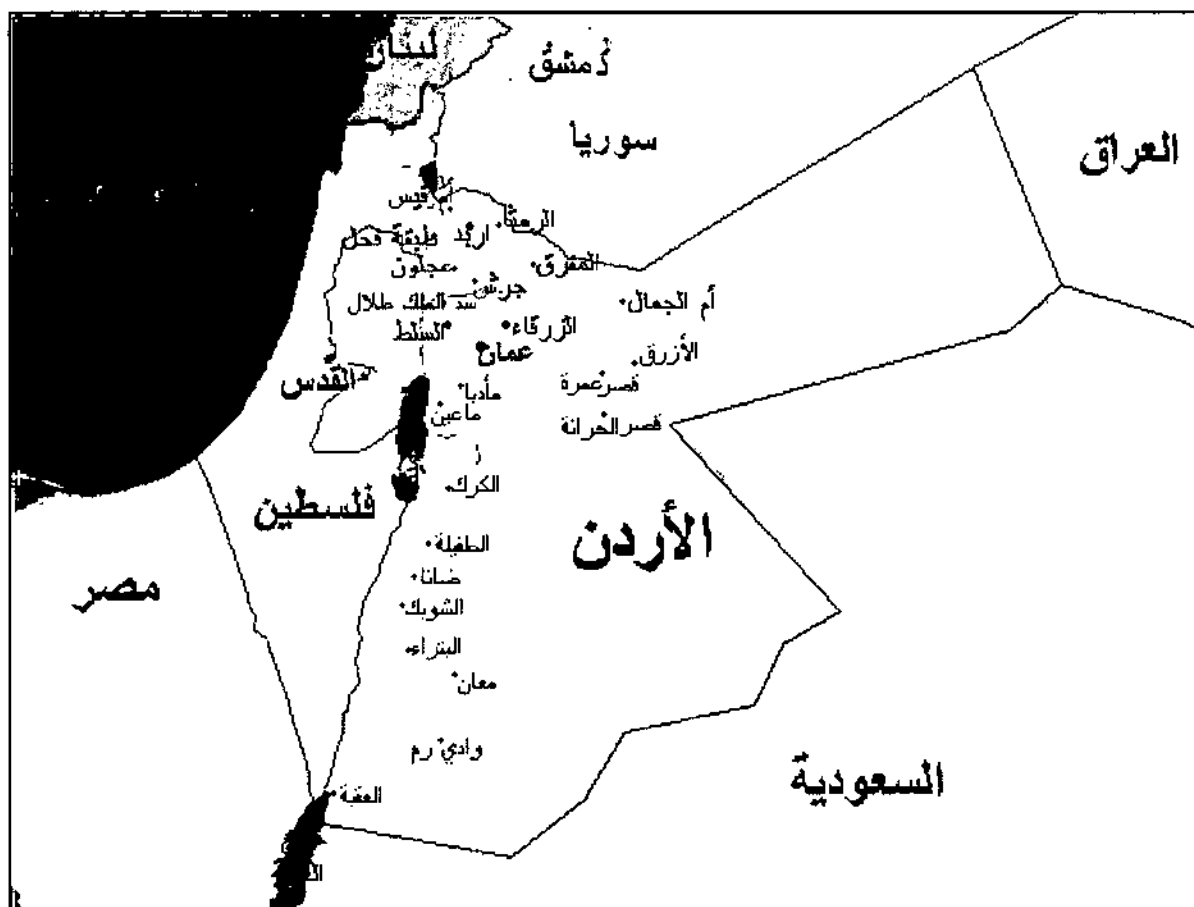 لبنان
دمشق
سوريا
العراق
أم قيس
الرمثا
اربد
طبقة فحل
المفرق
عجلون
جرش
سد الملك طلال
أم الجمال
الزرقاء
السلط
عمان
الأزرق
القدس
مأدبا
قصر عمرة
ماعين
قصر الخرانة
الكرك
فلسطين
الأردن
الطفيلة
ضانا
مصر
الشوبك
البتراء
معان
وادي رم
السعودية
العقبة